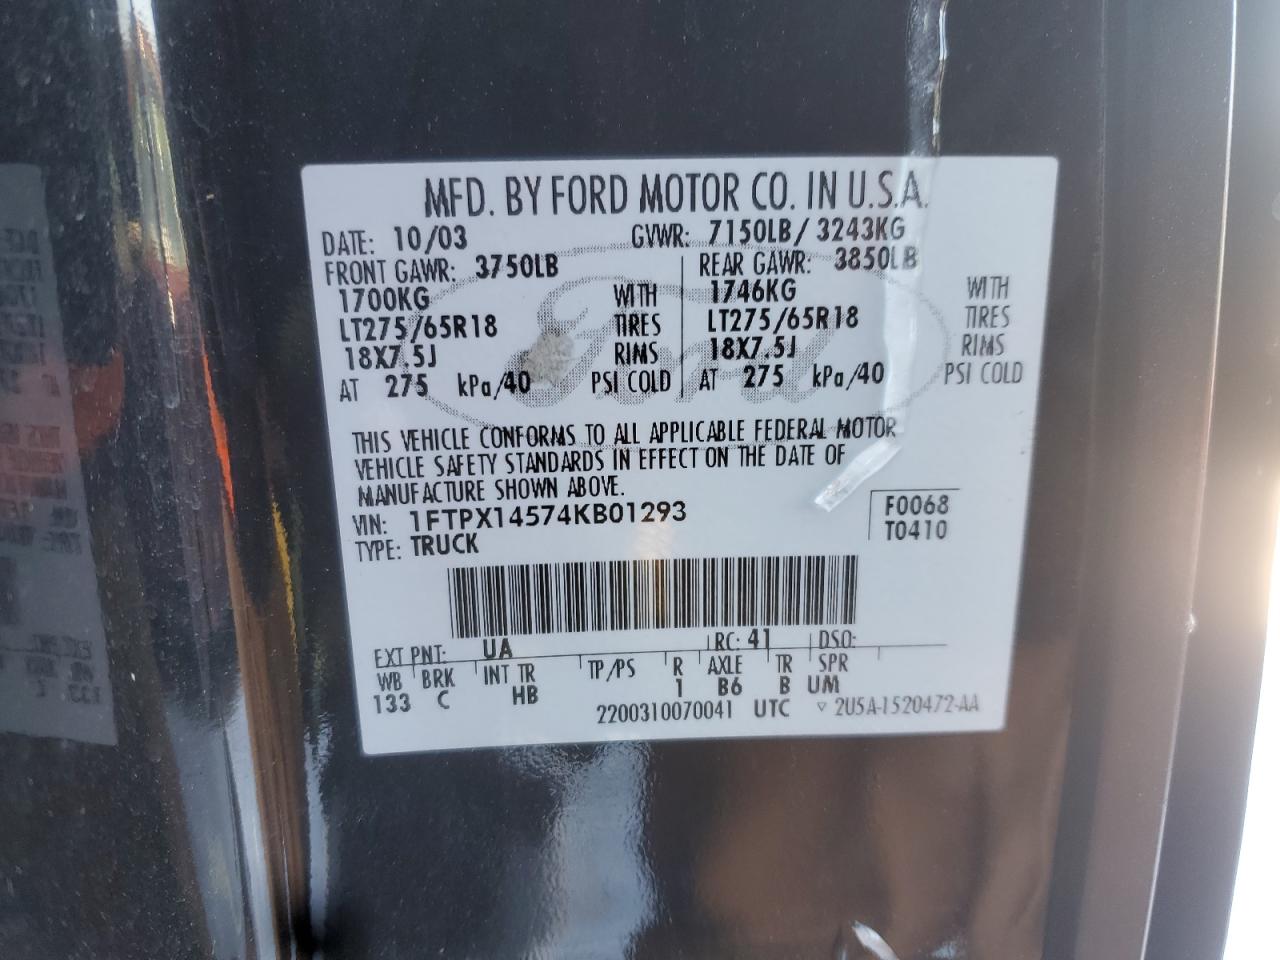 MFD. BY FORD MOTOR CO. IN U.S.A.
DATE: 10/03 GVWR: 7150LB/ 3243KG
FRONT GAWR: 3750LB REAR GAWR: 3850LB
1700KG WITH 1746KG WITH
LT275/65R18 TIRES LT275/65R18 TIRES
18X7.5J RIMS 18X7.5J RIMS
AT 275 kPa/40 PSI COLD AT 275 kPa/40 PSI COLD
Ford
THIS VEHICLE CONFORMS TO ALL APPLICABLE FEDERAL MOTOR
VEHICLE SAFETY STANDARDS IN EFFECT ON THE DATE OF
MANUFACTURE SHOWN ABOVE.
VIN: 1FTPX14574KB01293 F0068
TYPE: TRUCK T0410
EXT PNT: UA RC: 41 DSO:
WB BRK INT TR TP/PS R AXLE TR SPR
133 C HB 1 B6 B UM
2200310070041 UTC ▽ 2U5A-1520472-AA